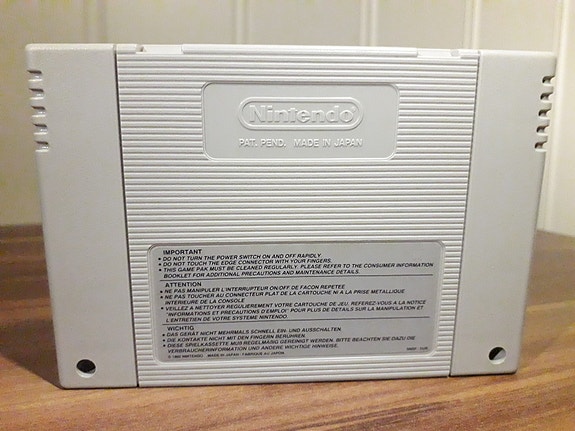 Nintendo
PAT. PEND. MADE IN JAPAN
IMPORTANT
• DO NOT TURN THE POWER SWITCH ON AND OFF RAPIDLY.
• DO NOT TOUCH THE EDGE CONNECTOR WITH YOUR FINGERS.
• THIS GAME PAK MUST BE CLEANED REGULARLY. PLEASE REFER TO THE CONSUMER INFORMATION
BOOKLET FOR ADDITIONAL PRECAUTIONS AND MAINTENANCE DETAILS.
ATTENTION
• NE PAS MANIPULER L'INTERRUPTEUR ON/OFF DE FACON REPETEE
• NE PAS TOUCHER AU CONNECTEUR PLAT DE LA CARTOUCHE NI A LA PRISE METALLIQUE
INTERIEURE DE LA CONSOLE
• VEILLEZ A NETTOYER REGULIEREMENT VOTRE CARTOUCHE DE JEU. REFEREZ-VOUS A LA NOTICE
"INFORMATIONS ET PRECAUTIONS D'EMPLOI" POUR PLUS DE DETAILS SUR LA MANIPULATION ET
L'ENTRETIEN DE VOTRE SYSTEME NINTENDO.
WICHTIG
• DAS GERÄT NICHT MEHRMALS SCHNELL EIN- UND AUSSCHALTEN.
• DIE KONTAKTE NICHT MIT DEN FINGERN BERÜHREN.
• DIESE SPIELKASSETTE MUß REGELMÄßIG GEREINIGT WERDEN. BITTE BEACHTEN SIE DAZU DIE
VERBRAUCHERINFORMATION UND ANDERE WICHTIGE HINWEISE.
NINTENDO MADE IN JAPAN FABRIQUE AU JAPON